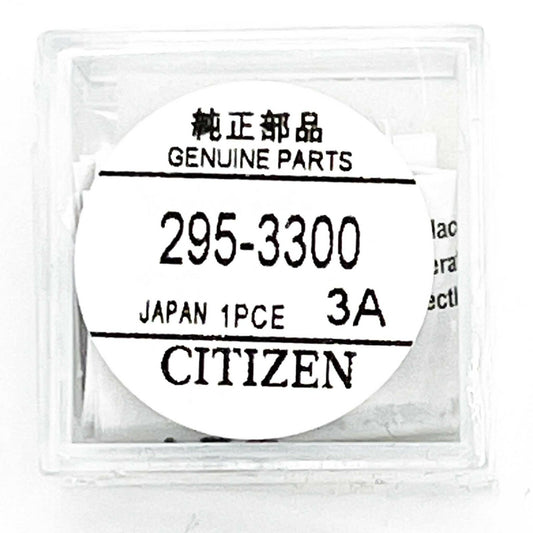 純正部品
GENUINE PARTS
295-3300
JAPAN 1PCE 3A
CITIZEN